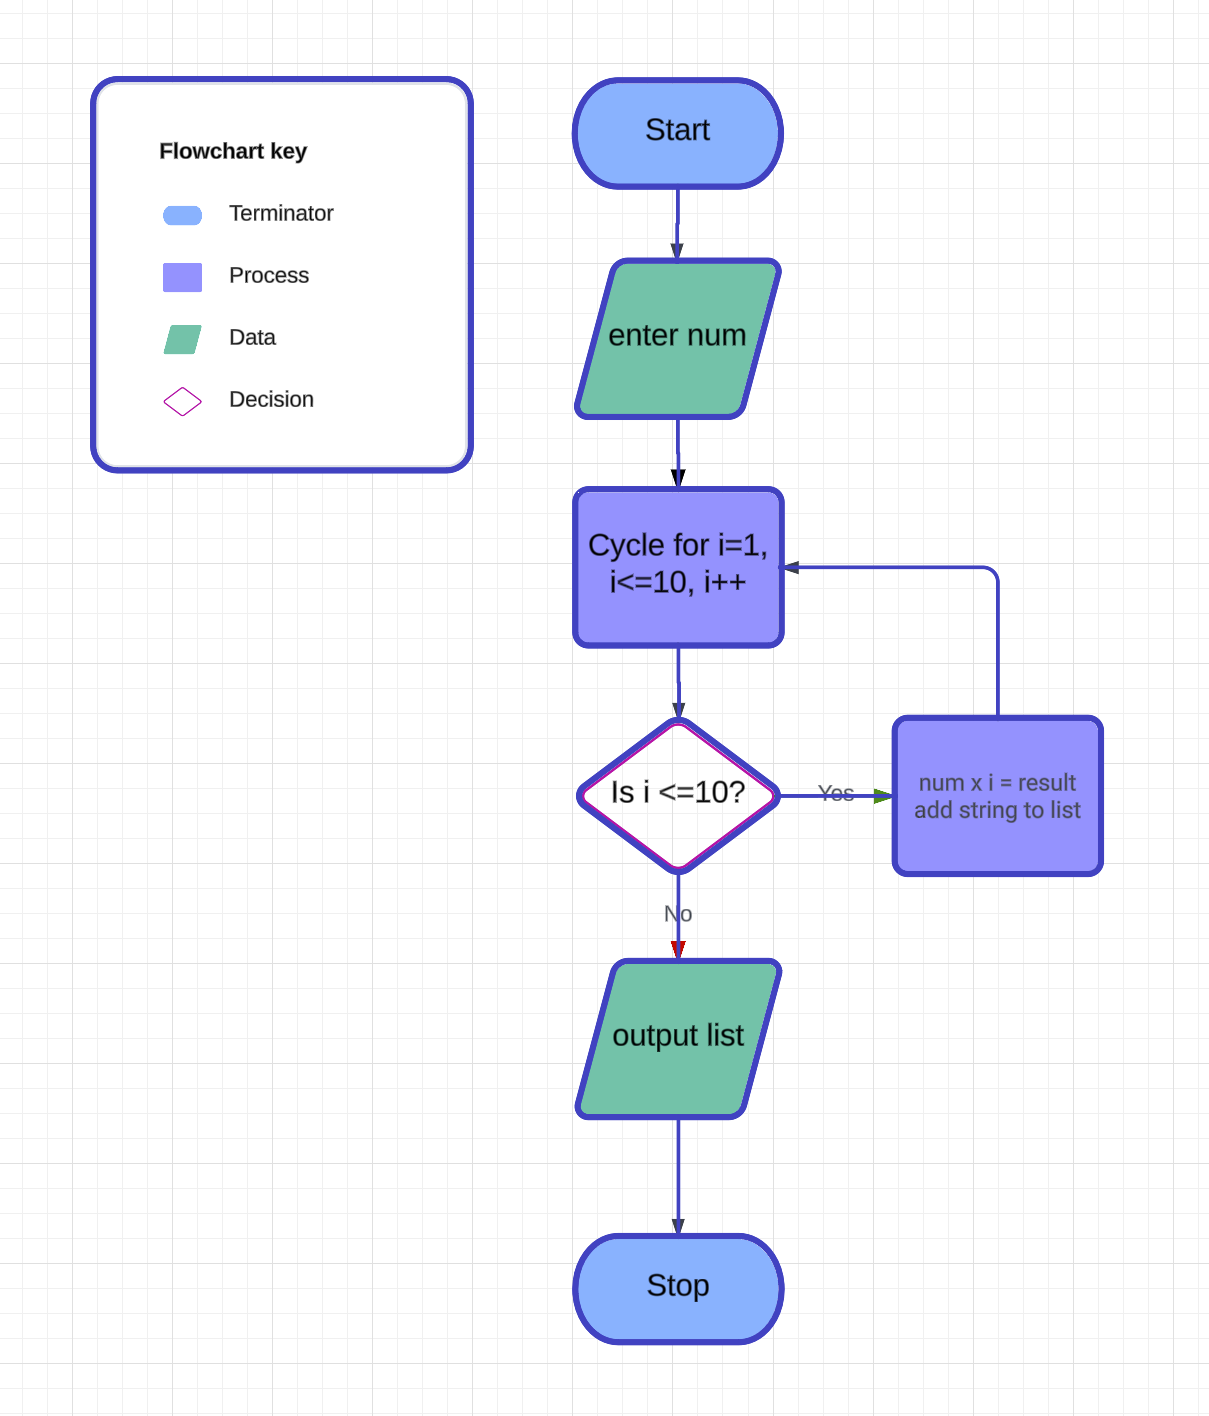 Flowchart key
Terminator
Process
Data
Decision
Start
enter num
Cycle for i=1,
i<=10, i++
Is i <=10?
Yes
num x i = result
add string to list
No
output list
Stop